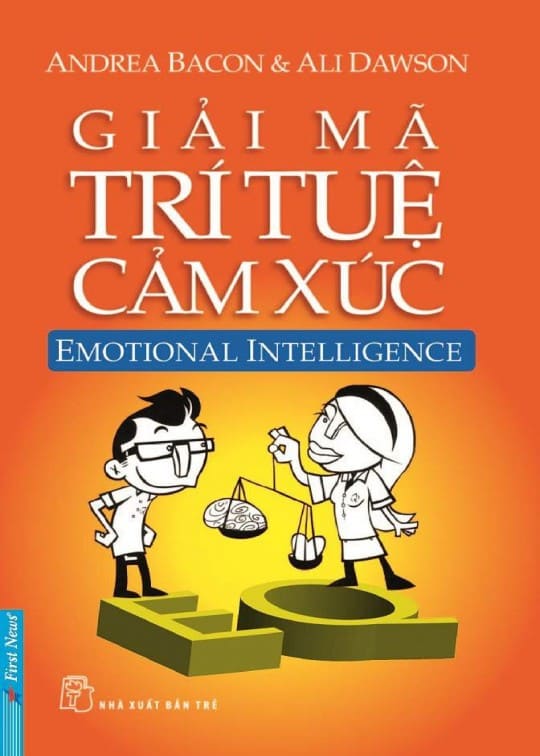 ANDREA BACON & ALI DAWSON
GIẢI MÃ
TRÍ TUỆ
CẢM XÚC
EMOTIONAL INTELLIGENCE
EQ
First News
NHÀ XUẤT BẢN TRẺ